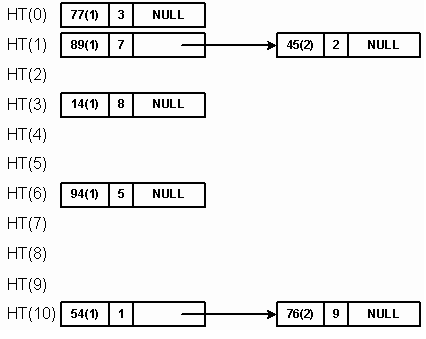 HT(0) 77(1) 3 NULL
HT(1) 89(1) 7 45(2) 2 NULL
HT(2)
HT(3) 14(1) 8 NULL
HT(4)
HT(5)
HT(6) 94(1) 5 NULL
HT(7)
HT(8)
HT(9)
HT(10) 54(1) 1 76(2) 9 NULL